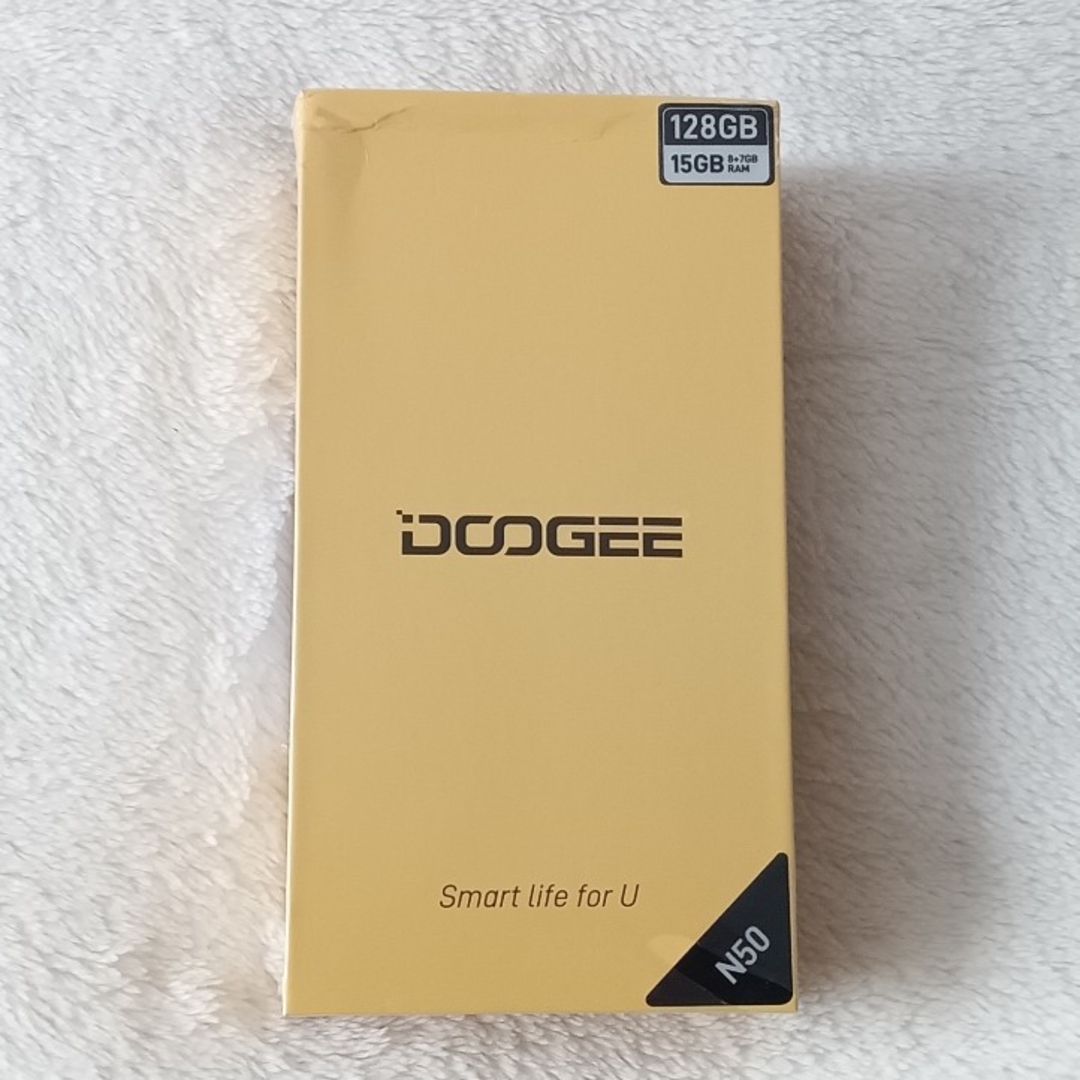 128GB
15GB 8+7GB RAM
DOOGEE
Smart life for U
N50